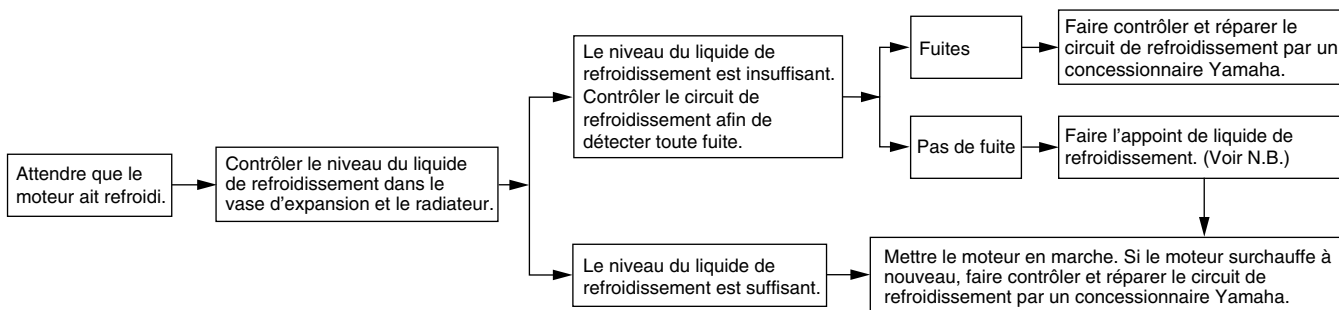 Attendre que le
moteur ait refroidi.
Contrôler le niveau du liquide
de refroidissement dans le
vase d'expansion et le radiateur.
Le niveau du liquide de
refroidissement est insuffisant.
Contrôler le circuit de
refroidissement afin de
détecter toute fuite.
Fuites
Faire contrôler et réparer le
circuit de refroidissement par un
concessionnaire Yamaha.
Pas de fuite
Faire l'appoint de liquide de
refroidissement. (Voir N.B.)
Le niveau du liquide de
refroidissement est suffisant.
Mettre le moteur en marche. Si le moteur surchauffe à
nouveau, faire contrôler et réparer le circuit de
refroidissement par un concessionnaire Yamaha.